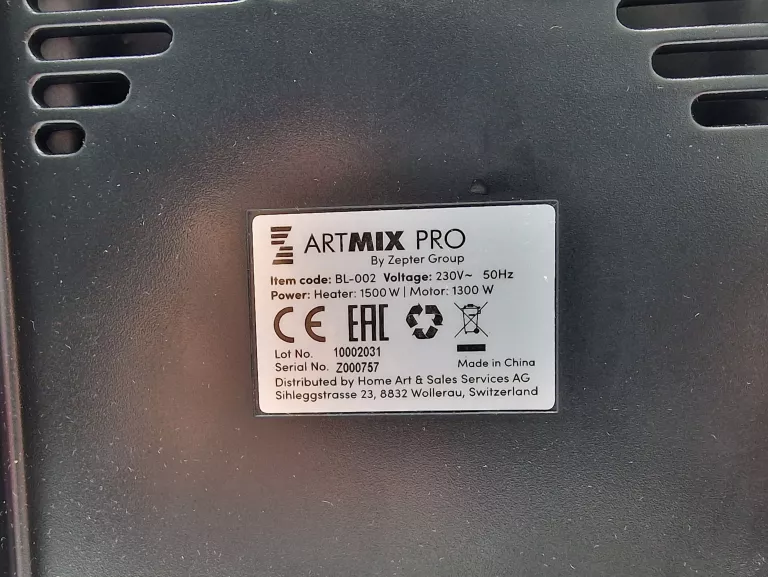 ARTMIX PRO
By Zepter Group
Item code: BL-002 Voltage: 230V~ 50Hz
Power: Heater: 1500 W | Motor: 1300 W
CE EAC
Lot No. 10002031
Serial No. Z000757 Made in China
Distributed by Home Art & Sales Services AG
Sihleggstrasse 23, 8832 Wollerau, Switzerland